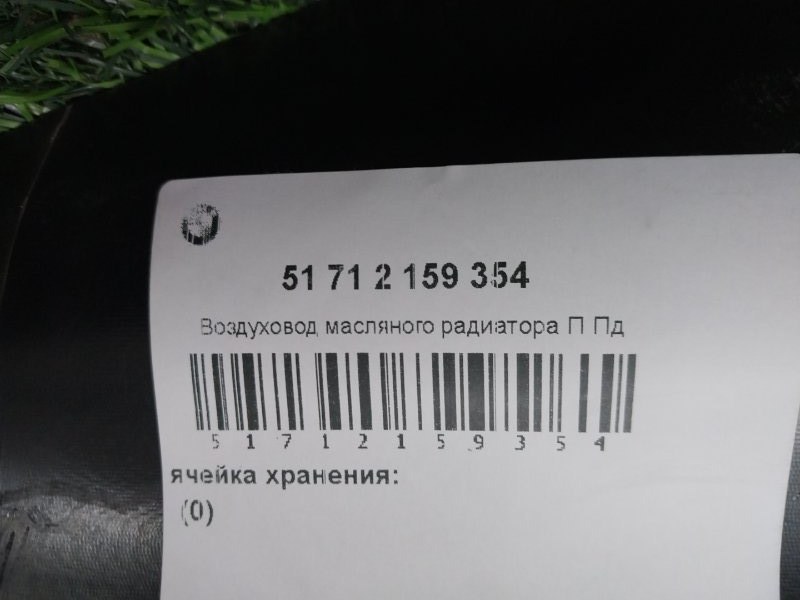 51 71 2 159 354
Воздуховод масляного радиатора П Пд
5 1 7 1 2 1 5 9 3 5 4
ячейка хранения:
(0)